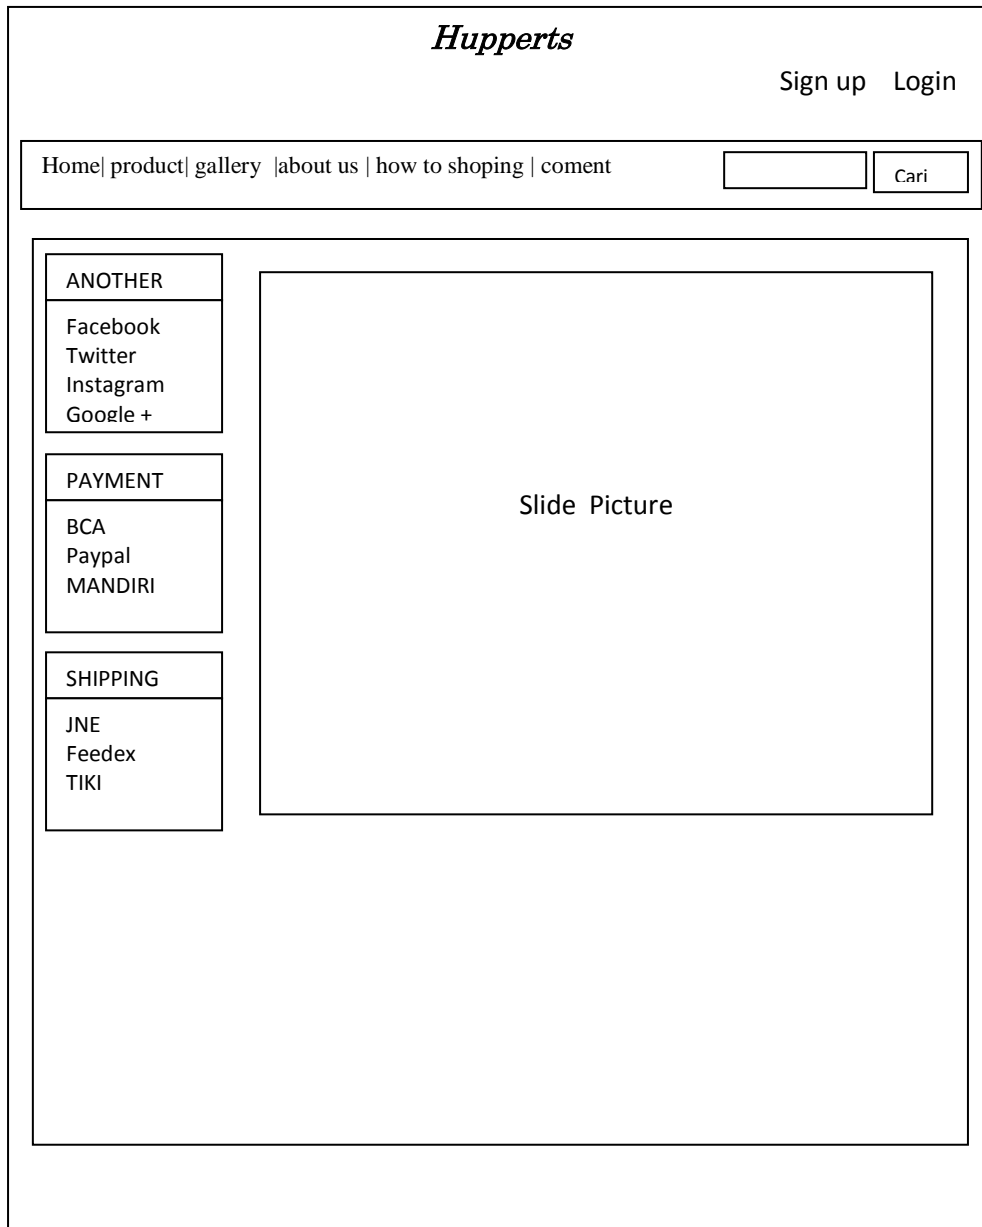 Hupperts
Sign up    Login
Home| product| gallery  |about us | how to shoping | coment
Cari
ANOTHER
Facebook
Twitter
Instagram
Google +
PAYMENT
BCA
Paypal
MANDIRI
SHIPPING
JNE
Feedex
TIKI
Slide  Picture